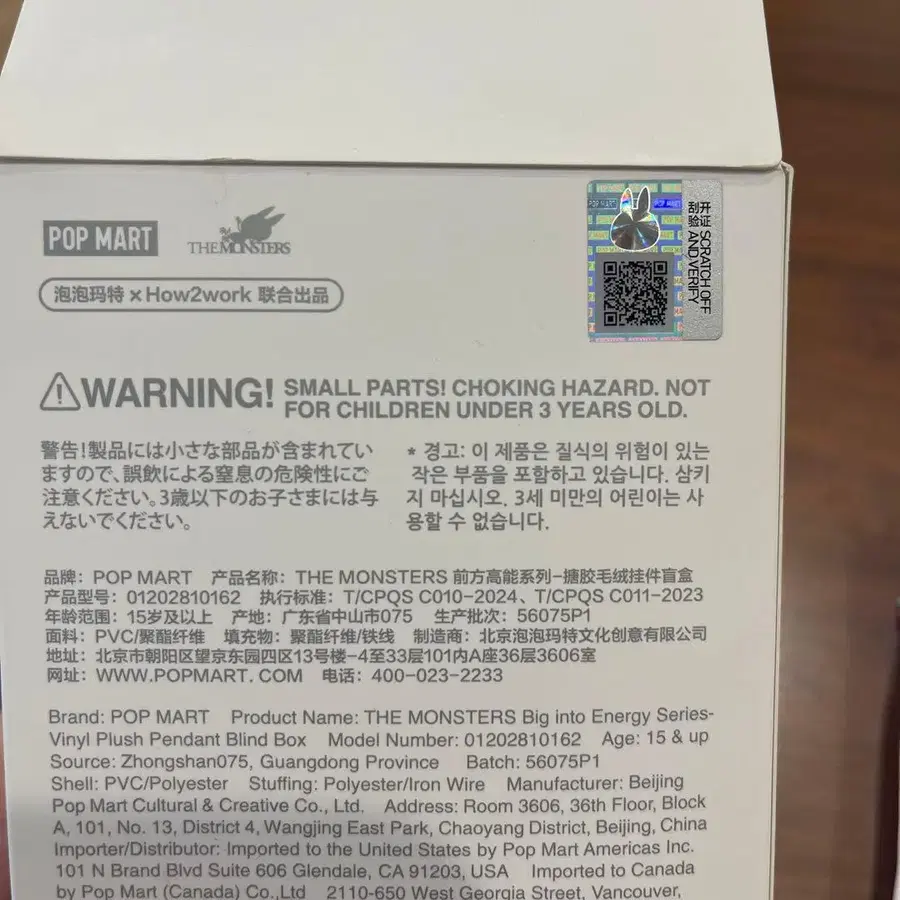 POP MART
THE MONSTERS
泡泡玛特 × How2work 联合出品
POP MART
POP MART
刮开
验证
SCRATCH OFF
AND VERIFY
WARNING! SMALL PARTS! CHOKING HAZARD. NOT
FOR CHILDREN UNDER 3 YEARS OLD.
警告!製品には小さな部品が含まれてい
ますので、誤飲による窒息の危険性にご
注意ください。3歳以下のお子さまには与
えないでください。
* 경고: 이 제품은 질식의 위험이 있는
작은 부품을 포함하고 있습니다. 삼키
지 마십시오. 3세 미만의 어린이는 사
용할 수 없습니다.
品牌: POP MART 产品名称: THE MONSTERS 前方高能系列-搪胶毛绒挂件盲盒
产品型号: 01202810162 执行标准: T/CPQS C010-2024、T/CPQS C011-2023
年龄范围: 15岁及以上 产地: 广东省中山市075 生产批次: 56075P1
面料: PVC/聚酯纤维 填充物: 聚酯纤维/铁线 制造商: 北京泡泡玛特文化创意有限公司
地址: 北京市朝阳区望京东园四区13号楼-4至33层101内A座36层3606室
网址: WWW.POPMART.COM 电话: 400-023-2233
Brand: POP MART Product Name: THE MONSTERS Big into Energy Series-
Vinyl Plush Pendant Blind Box Model Number: 01202810162 Age: 15 & up
Source: Zhongshan075, Guangdong Province Batch: 56075P1
Shell: PVC/Polyester Stuffing: Polyester/Iron Wire Manufacturer: Beijing
Pop Mart Cultural & Creative Co., Ltd. Address: Room 3606, 36th Floor, Block
A, 101, No. 13, District 4, Wangjing East Park, Chaoyang District, Beijing, China
Importer/Distributor: Imported to the United States by Pop Mart Americas Inc.
101 N Brand Blvd Suite 606 Glendale, CA 91203, USA Imported to Canada
by Pop Mart (Canada) Co.,Ltd 2110-650 West Georgia Street, Vancouver,